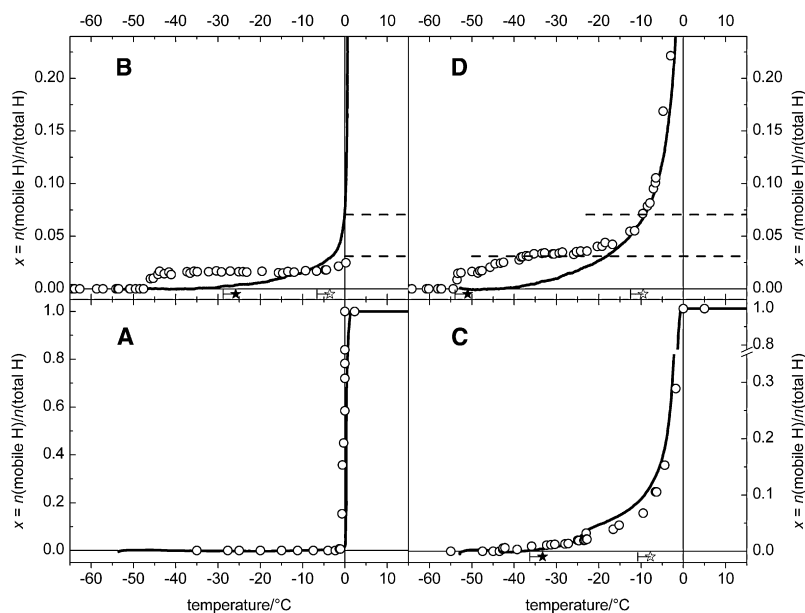 -60 -50 -40 -30 -20 -10 0 -60 -50 -40 -30 -20 -10 0
B
D
0.20 0.20
0.15 0.15
0.10 0.10
0.05 0.05
0.00 0.00
x = n(mobile H)/n(total H)
x = n(mobile H)/n(total H)
A
C
1.0 1.0
0.8 0.8
0.6
0.3
0.4
0.2
0.2
0.1
0.0 0.0
x = n(mobile H)/n(total H)
x = n(mobile H)/n(total H)
-60 -50 -40 -30 -20 -10 0 -60 -50 -40 -30 -20 -10 0
temperature/°C temperature/°C